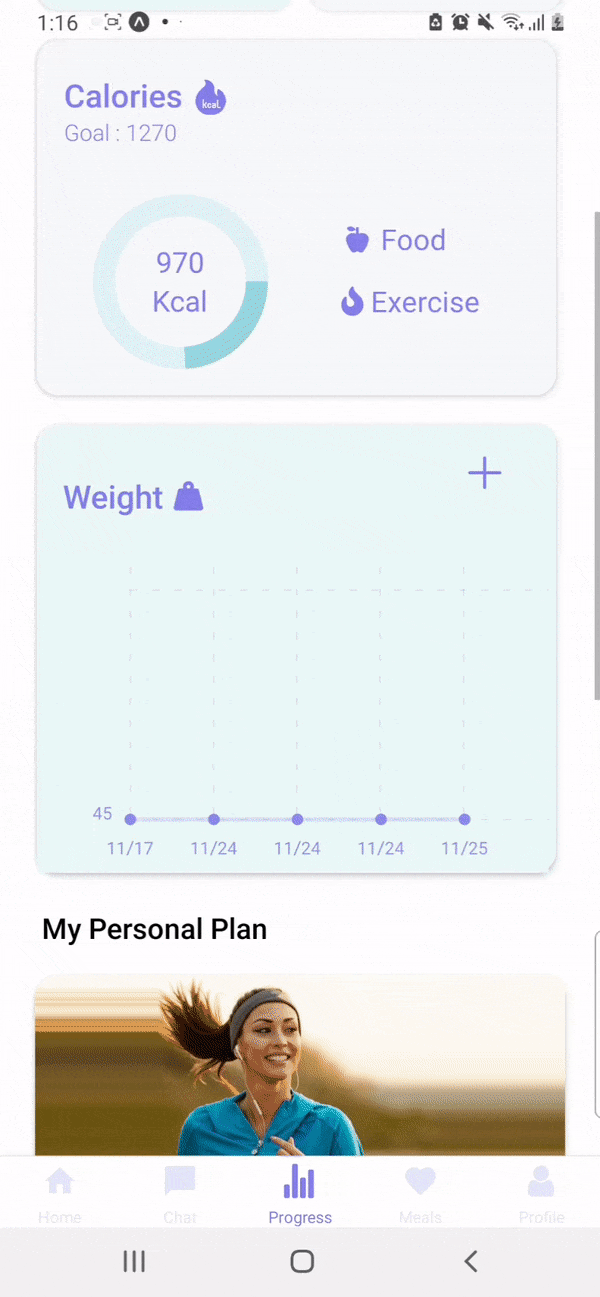 1:16
Calories
kcal
Goal : 1270
970
Kcal
Food
Exercise
Weight
45
11/17 11/24 11/24 11/24 11/25
My Personal Plan
Home Chat Progress Meals Profile